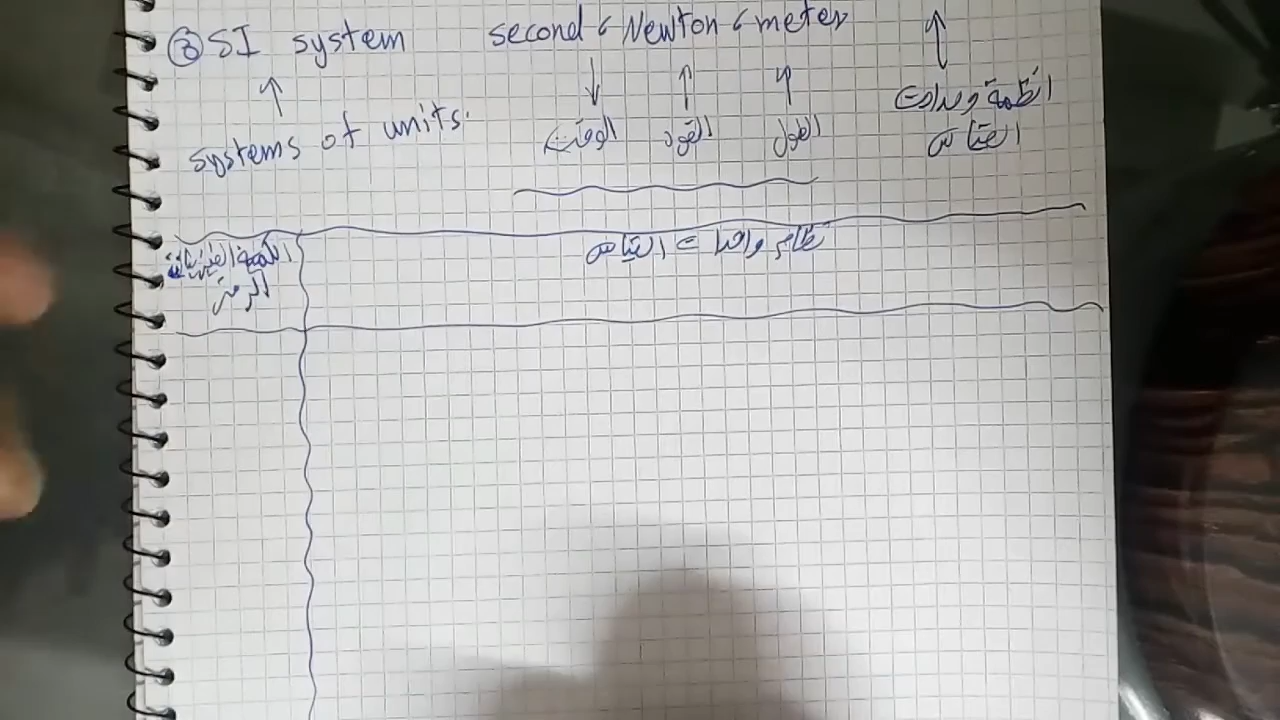 ③ SI system second، Newton، meter ↑
↑ ↓ ↑ ↑
systems of units. الوقت القوة الطول أنظمة وحدات
القياس
الكمية الفيزيائية نظام وحدات القياس
الرمز